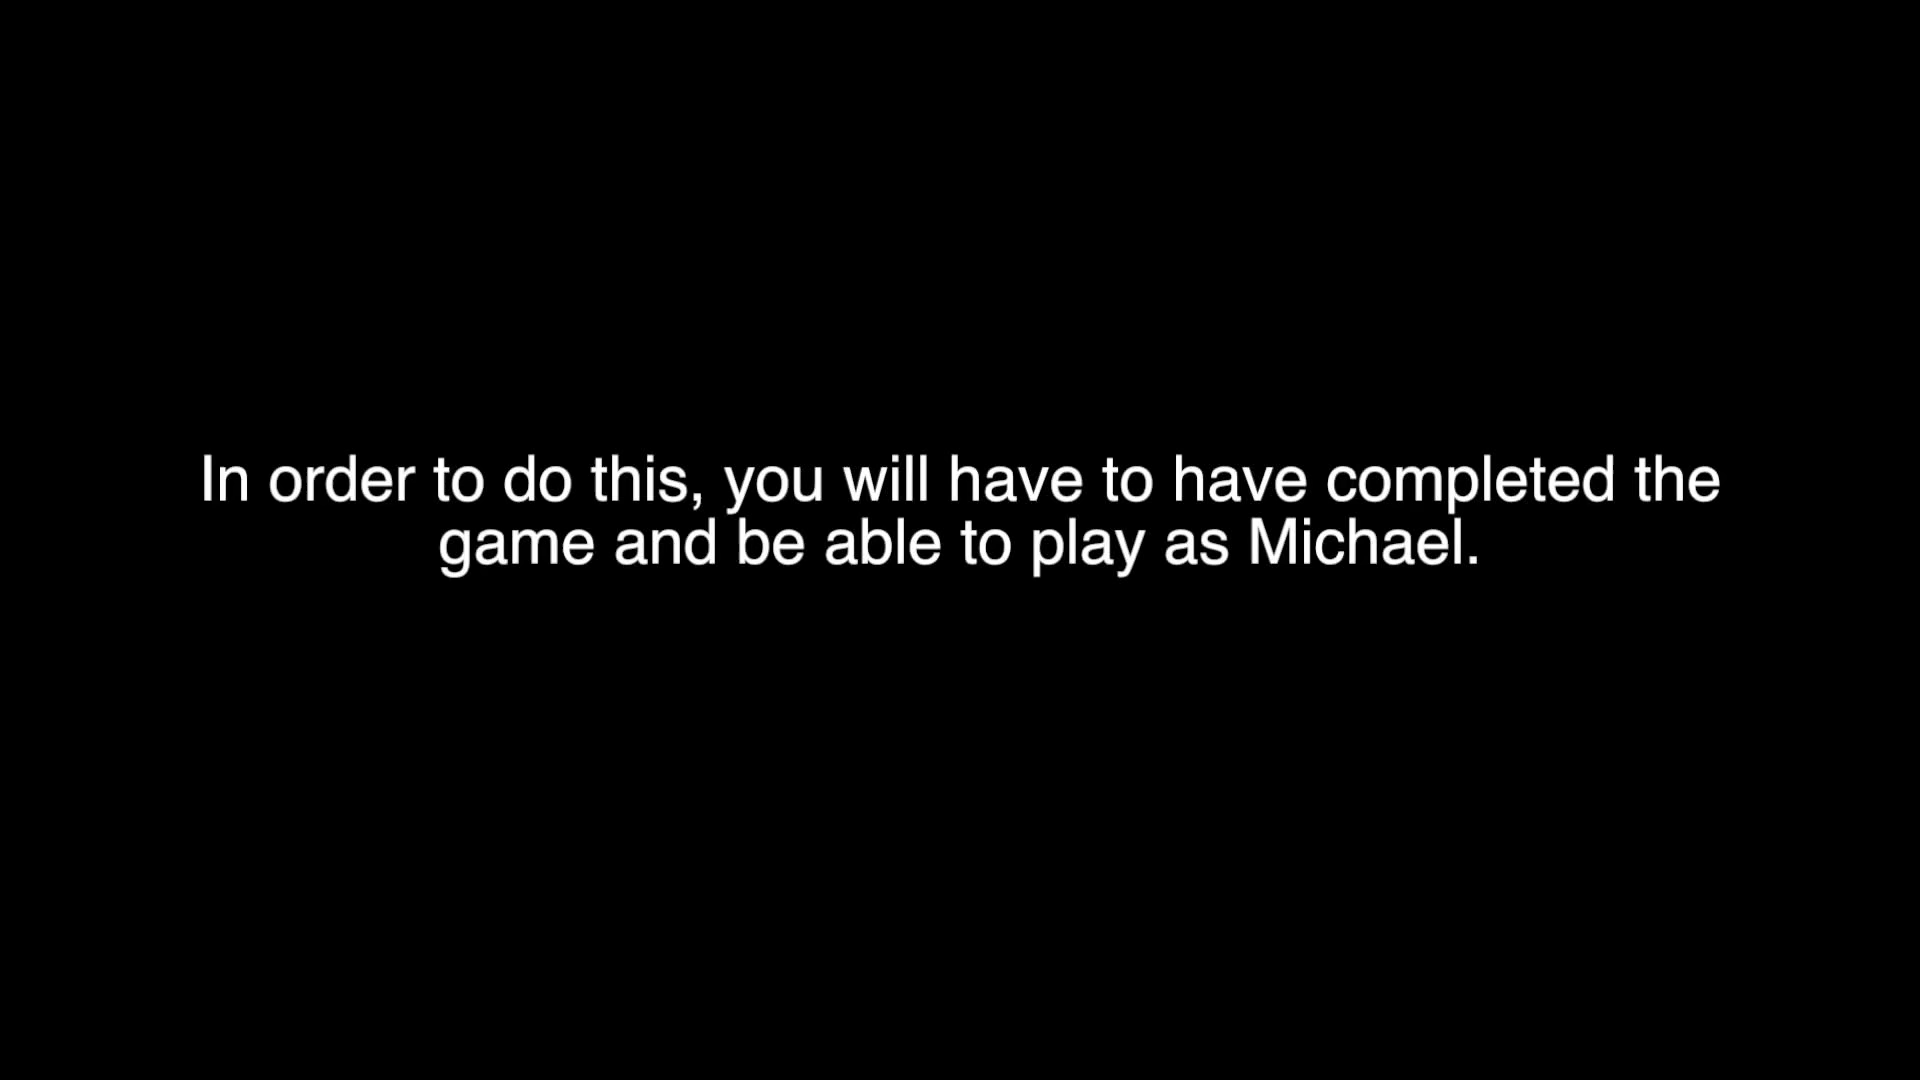 In order to do this, you will have to have completed the
game and be able to play as Michael.